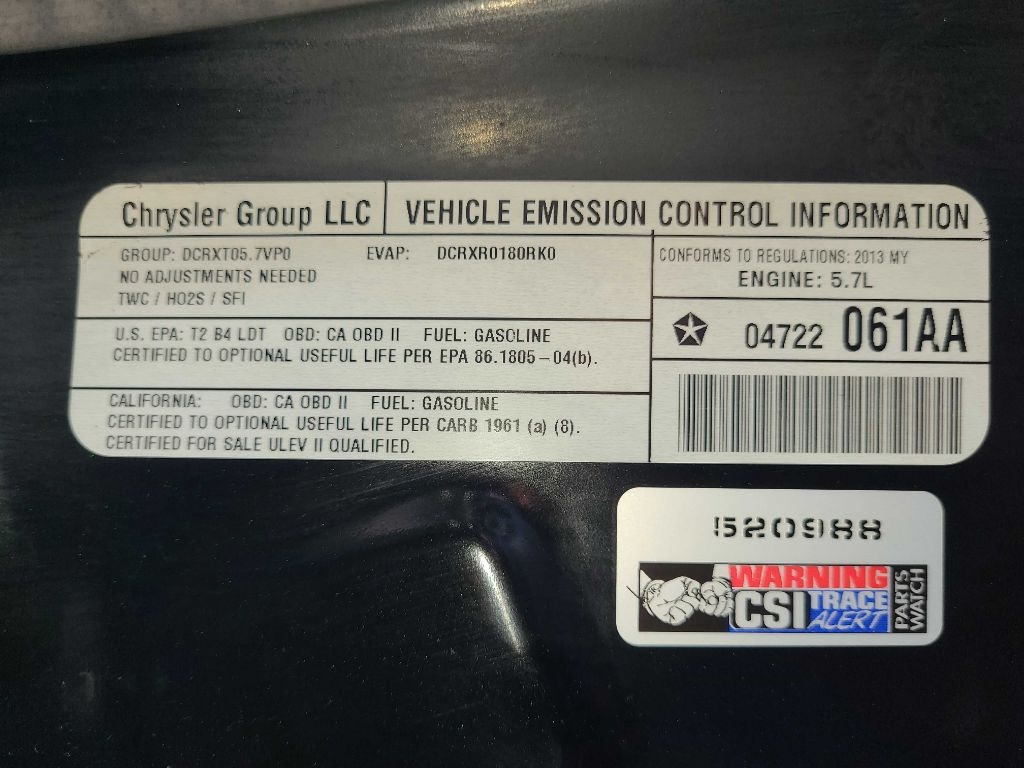 Chrysler Group LLC
VEHICLE EMISSION CONTROL INFORMATION
GROUP: DCRXT05.7VP0 EVAP: DCRXR0180RK0
NO ADJUSTMENTS NEEDED
TWC / HO2S / SFI
U.S. EPA: T2 B4 LDT OBD: CA OBD II FUEL: GASOLINE
CERTIFIED TO OPTIONAL USEFUL LIFE PER EPA 86.1805-04(b).
CALIFORNIA: OBD: CA OBD II FUEL: GASOLINE
CERTIFIED TO OPTIONAL USEFUL LIFE PER CARB 1961 (a) (8).
CERTIFIED FOR SALE ULEV II QUALIFIED.
CONFORMS TO REGULATIONS: 2013 MY
ENGINE: 5.7L
04722 061AA
520988
WARNING
CSI TRACE
ALERT
PARTS
WATCH